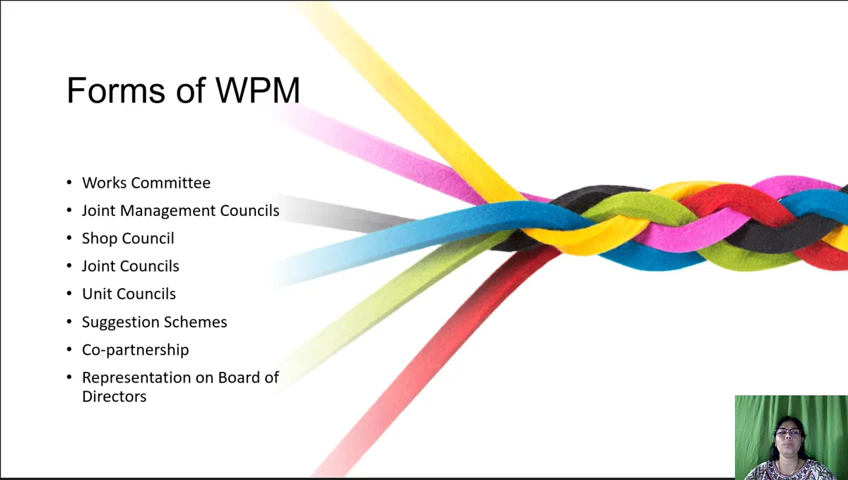 Forms of WPM
• Works Committee
• Joint Management Councils
• Shop Council
• Joint Councils
• Unit Councils
• Suggestion Schemes
• Co-partnership
• Representation on Board of
Directors